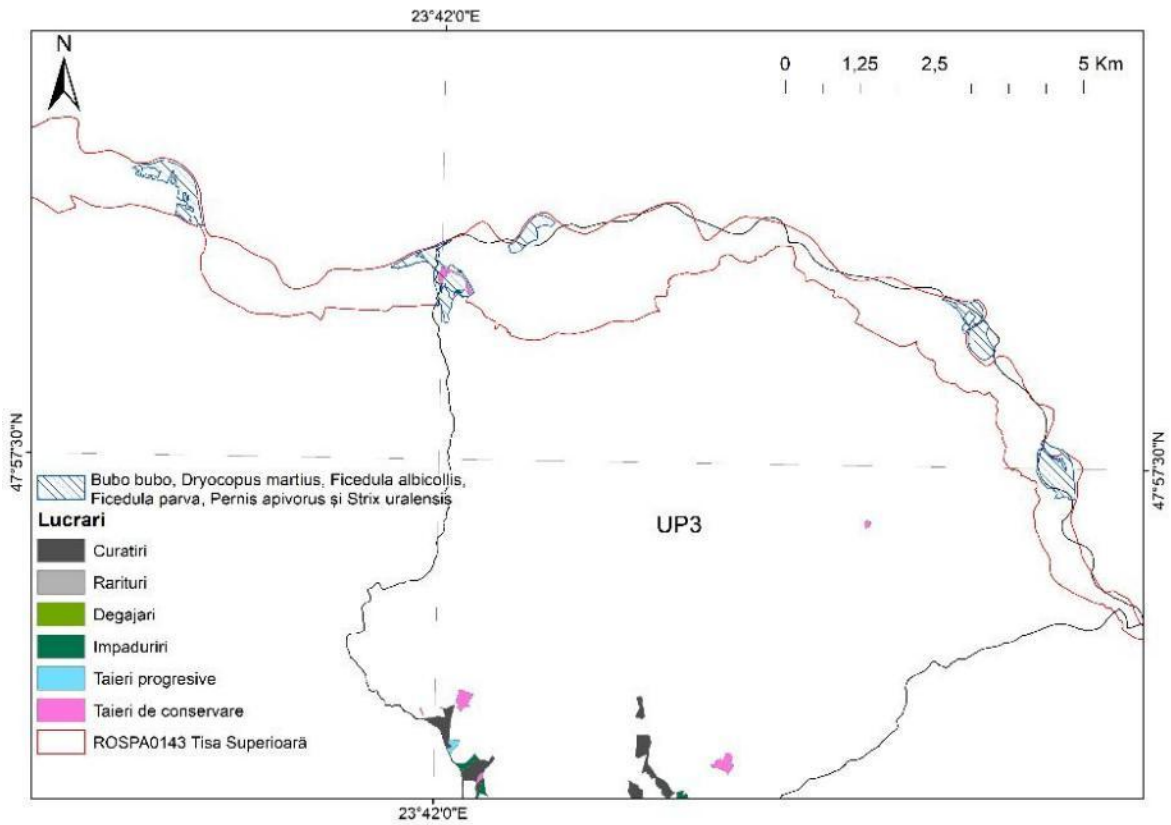 23°42'0"E
N
0 1,25 2,5 5 Km
47°57'30"N
47°57'30"N
Bubo bubo, Dryocopus martius, Ficedula albicollis,
Ficedula parva, Pernis apivorus și Strix uralensis
Lucrari
UP3
Curatiri
Rarituri
Degajari
Impaduriri
Taieri progresive
Taieri de conservare
ROSPA0143 Tisa Superioară
23°42'0"E